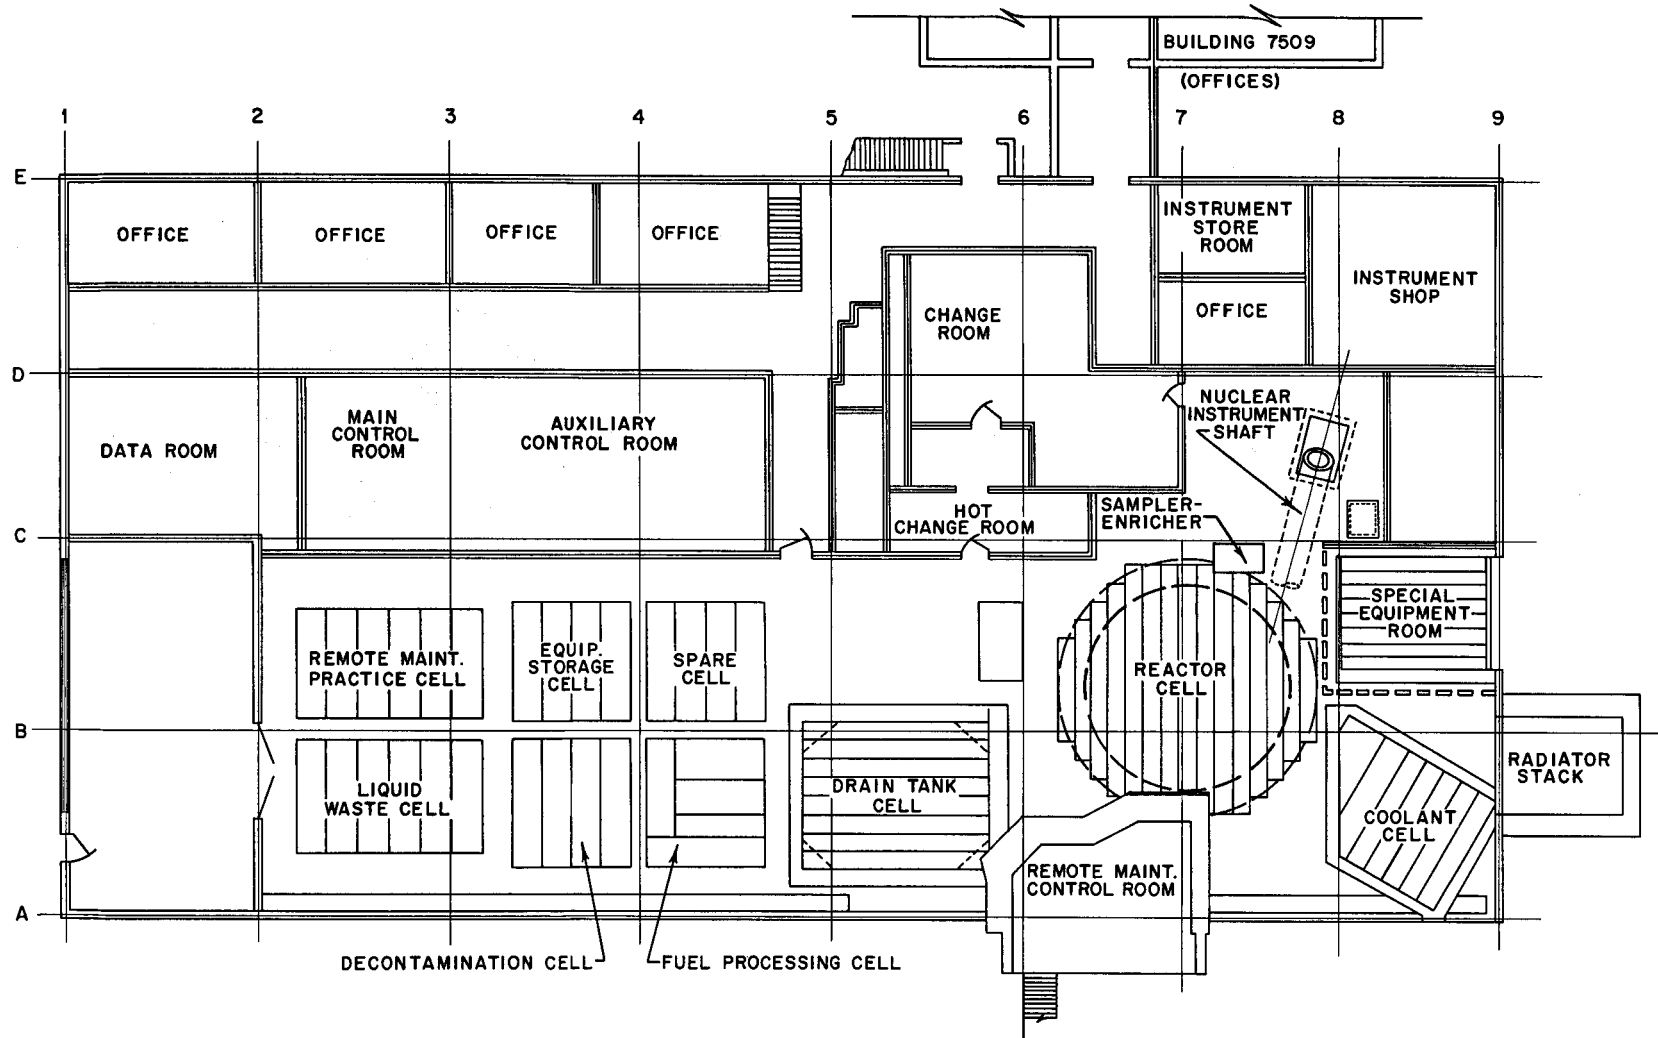 BUILDING 7509
(OFFICES)
1 2 3 4 5 6 7 8 9
E
OFFICE
OFFICE
OFFICE
OFFICE
INSTRUMENT
STORE
ROOM
INSTRUMENT
SHOP
OFFICE
CHANGE
ROOM
D
DATA ROOM
MAIN
CONTROL
ROOM
AUXILIARY
CONTROL ROOM
NUCLEAR
INSTRUMENT
SHAFT
HOT
CHANGE ROOM
SAMPLER-
ENRICHER
C
REMOTE MAINT.
PRACTICE CELL
EQUIP.
STORAGE
CELL
SPARE
CELL
REACTOR
CELL
SPECIAL
EQUIPMENT
ROOM
B
LIQUID
WASTE CELL
DRAIN TANK
CELL
COOLANT
CELL
RADIATOR
STACK
REMOTE MAINT.
CONTROL ROOM
A
DECONTAMINATION CELL
FUEL PROCESSING CELL